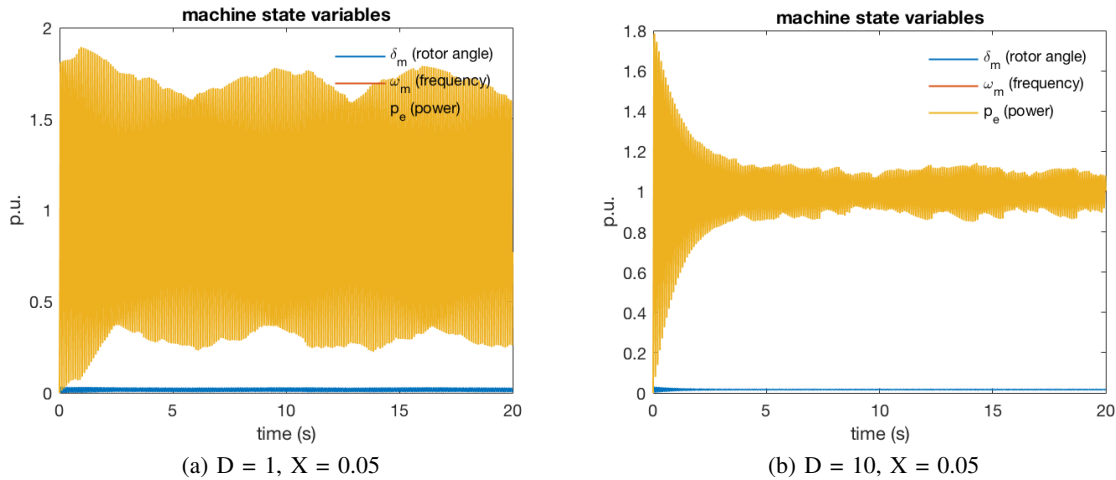 machine state variables
2
1.5
1
0.5
0
p.u.
0 5 10 15 20
time (s)
δm (rotor angle)
ωm (frequency)
pe (power)
(a) D = 1, X = 0.05
machine state variables
1.8
1.6
1.4
1.2
1
0.8
0.6
0.4
0.2
0
p.u.
0 5 10 15 20
time (s)
δm (rotor angle)
ωm (frequency)
pe (power)
(b) D = 10, X = 0.05